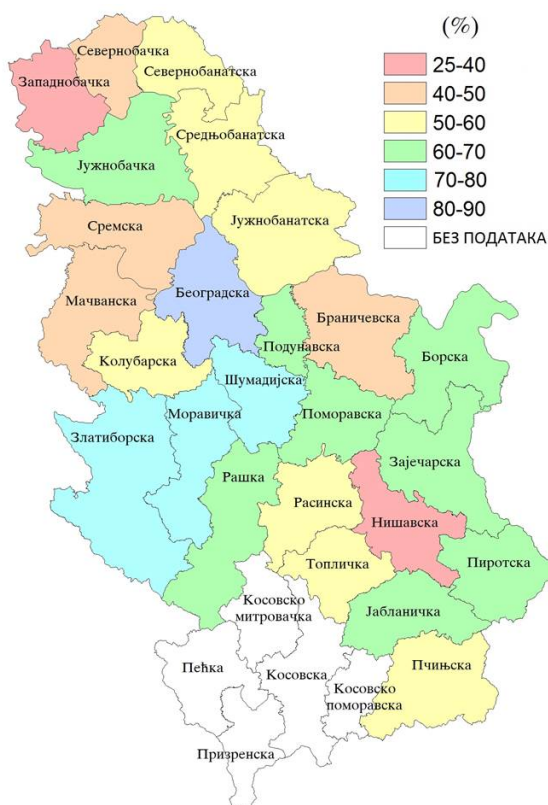 (%)
25-40
40-50
50-60
60-70
70-80
80-90
БЕЗ ПОДАТАКА
Севернобачка
Западнобачка
Севернобанатска
Средњобанатска
Јужнобачка
Јужнобанатска
Сремска
Београдска
Мачванска
Браничевска
Подунавска
Колубарска
Борска
Шумадијска
Моравичка
Поморавска
Златиборска
Зајечарска
Рашка
Расинска
Нишавска
Топличка
Пиротска
Косовско
митровачка
Јабланичка
Пећка
Косовска
Косовско
поморавска
Пчињска
Призренска